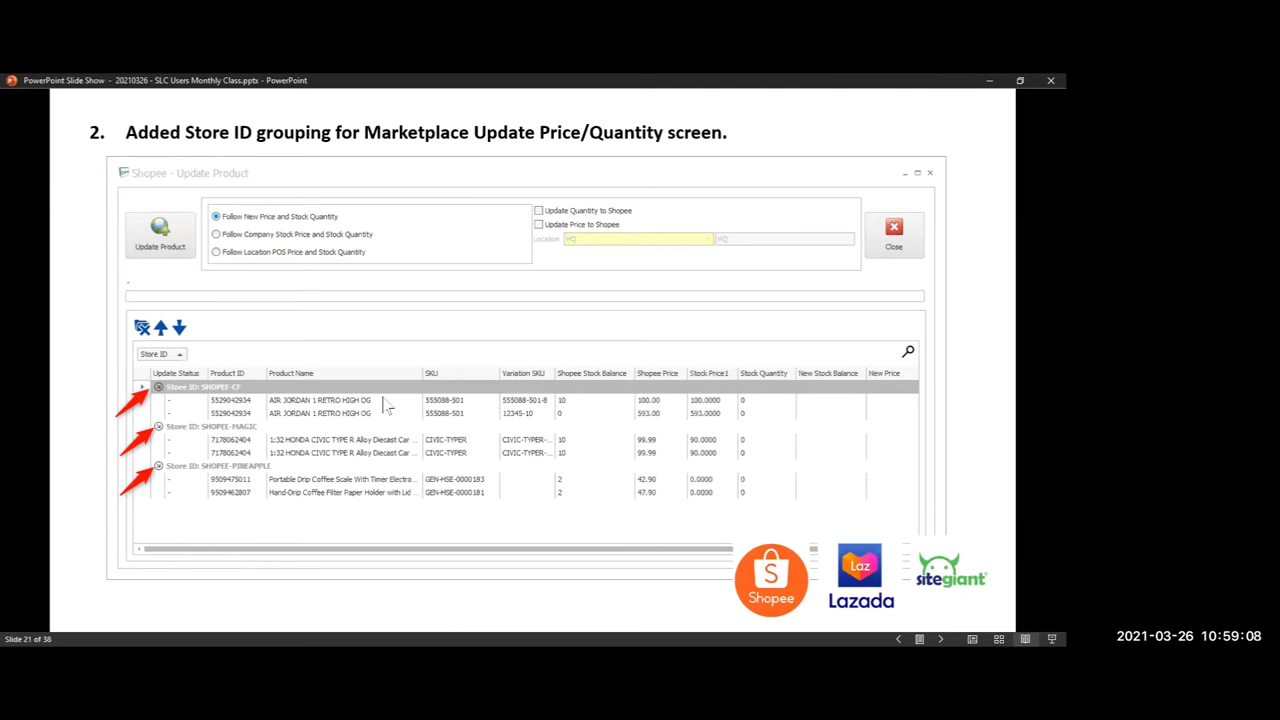 PowerPoint Slide Show - 20210326 - SLC Users Monthly Class.pptx - PowerPoint
2. Added Store ID grouping for Marketplace Update Price/Quantity screen.
Shopee - Update Product
Update Product
Follow New Price and Stock Quantity
Follow Company Stock Price and Stock Quantity
Follow Location POS Price and Stock Quantity
Update Quantity to Shopee
Update Price to Shopee
Location HQ HQ
Close
-
Store ID
Update Status Product ID Product Name SKU Variation SKU Shopee Stock Balance Shopee Price Stock Price1 Stock Quantity New Stock Balance New Price
Store ID: SHOPEE-CF
- 5529042934 AIR JORDAN 1 RETRO HIGH OG 555088-501 555088-501-8 10 100.00 100.0000 0
- 5529042934 AIR JORDAN 1 RETRO HIGH OG 555088-501 12345-10 0 593.00 593.0000 0
Store ID: SHOPEE-MAGIC
- 7178062404 1:32 HONDA CIVIC TYPE R Alloy Diecast Car ... CIVIC-TYPER CIVIC-TYPER-... 10 99.99 90.0000 0
- 7178062404 1:32 HONDA CIVIC TYPE R Alloy Diecast Car ... CIVIC-TYPER CIVIC-TYPER-... 10 99.99 90.0000 0
Store ID: SHOPEE-PINEAPPLE
- 9509475011 Portable Drip Coffee Scale With Timer Electro... GEN-HSE-0000183 2 42.90 0.0000 0
- 9509462807 Hand-Drip Coffee Filter Paper Holder with Lid ... GEN-HSE-0000181 2 47.90 0.0000 0
S
Shopee
Laz
Lazada
sitegiant
Slide 21 of 38
2021-03-26 10:59:08